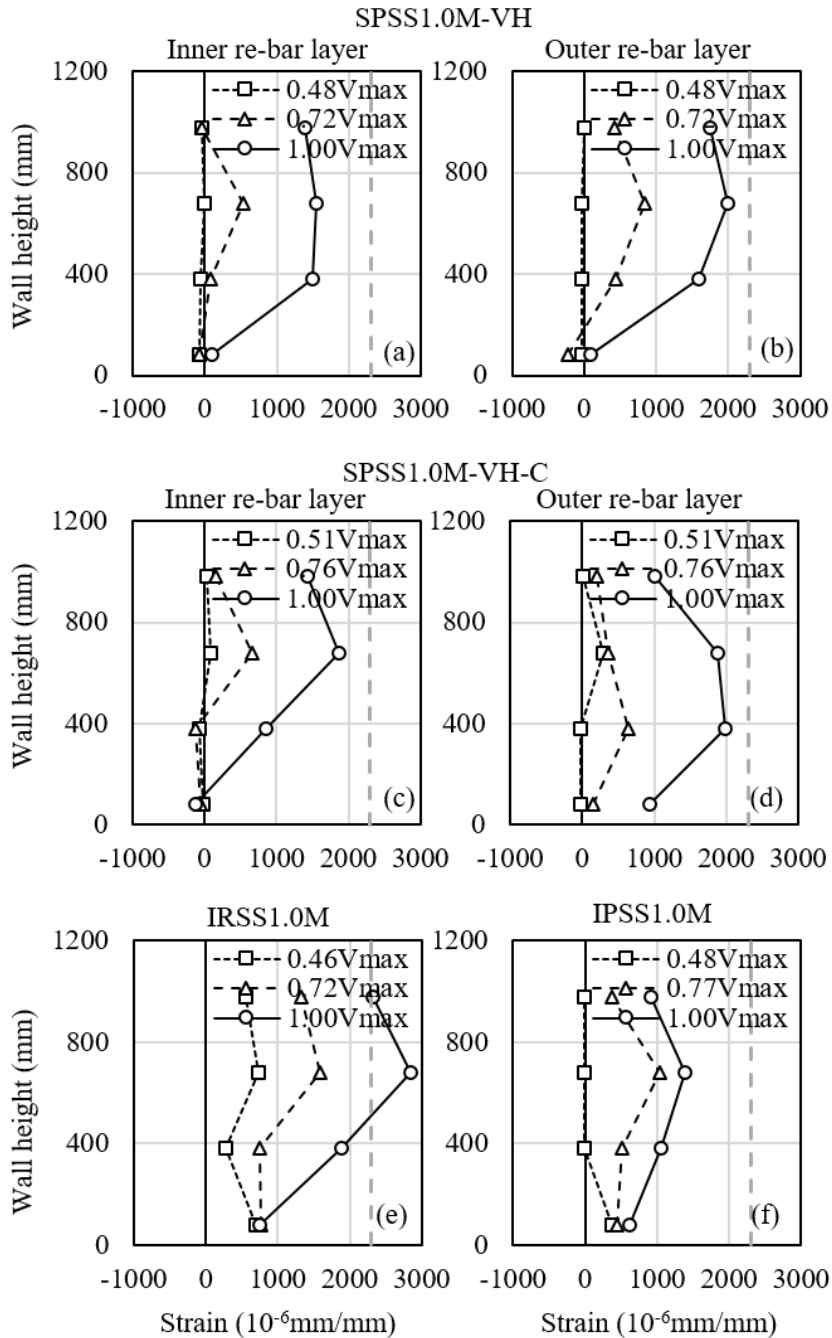 SPSS1.0M-VH
Inner re-bar layer
Outer re-bar layer
Wall height (mm)
1200
800
400
0
-1000 0 1000 2000 3000
0.48Vmax
0.72Vmax
1.00Vmax
(a)
1200
800
400
0
-1000 0 1000 2000 3000
0.48Vmax
0.72Vmax
1.00Vmax
(b)
SPSS1.0M-VH-C
Inner re-bar layer
Outer re-bar layer
Wall height (mm)
1200
800
400
0
-1000 0 1000 2000 3000
0.51Vmax
0.76Vmax
1.00Vmax
(c)
1200
800
400
0
-1000 0 1000 2000 3000
0.51Vmax
0.76Vmax
1.00Vmax
(d)
IRSS1.0M
Wall height (mm)
1200
800
400
0
-1000 0 1000 2000 3000
0.46Vmax
0.72Vmax
1.00Vmax
(e)
Strain (10⁻⁶mm/mm)
IPSS1.0M
1200
800
400
0
-1000 0 1000 2000 3000
0.48Vmax
0.77Vmax
1.00Vmax
(f)
Strain (10⁻⁶mm/mm)